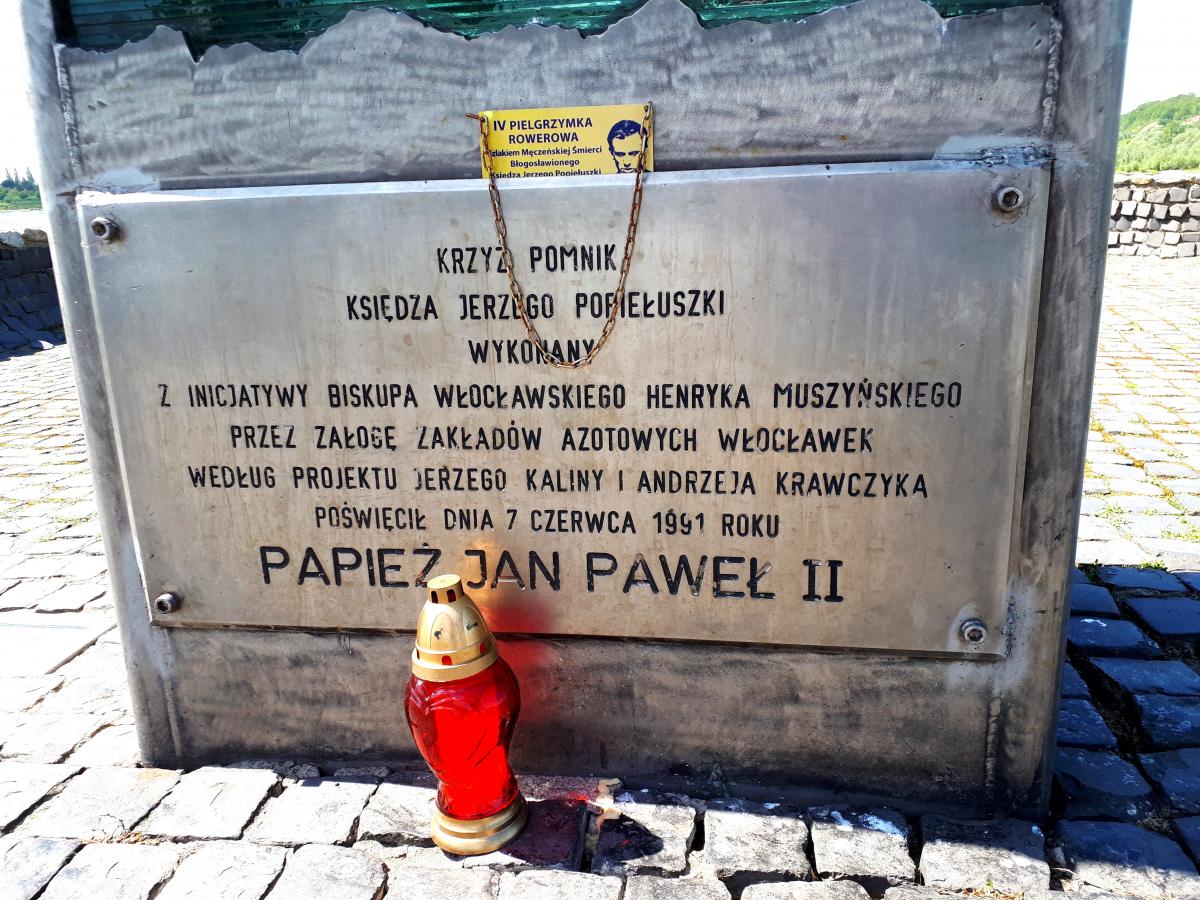 IV PIELGRZYMKA
ROWEROWA
Szlakiem Męczeńskiej Śmierci
Błogosławionego
Księdza Jerzego Popiełuszki
KRZYŻ POMNIK
KSIĘDZA JERZEGO POPIEŁUSZKI
WYKONANY
Z INICJATYWY BISKUPA WŁOCŁAWSKIEGO HENRYKA MUSZYŃSKIEGO
PRZEZ ZAŁOGĘ ZAKŁADÓW AZOTOWYCH WŁOCŁAWEK
WEDŁUG PROJEKTU JERZEGO KALINY I ANDRZEJA KRAWCZYKA
POŚWIĘCIŁ DNIA 7 CZERWCA 1991 ROKU
PAPIEŻ JAN PAWEŁ II